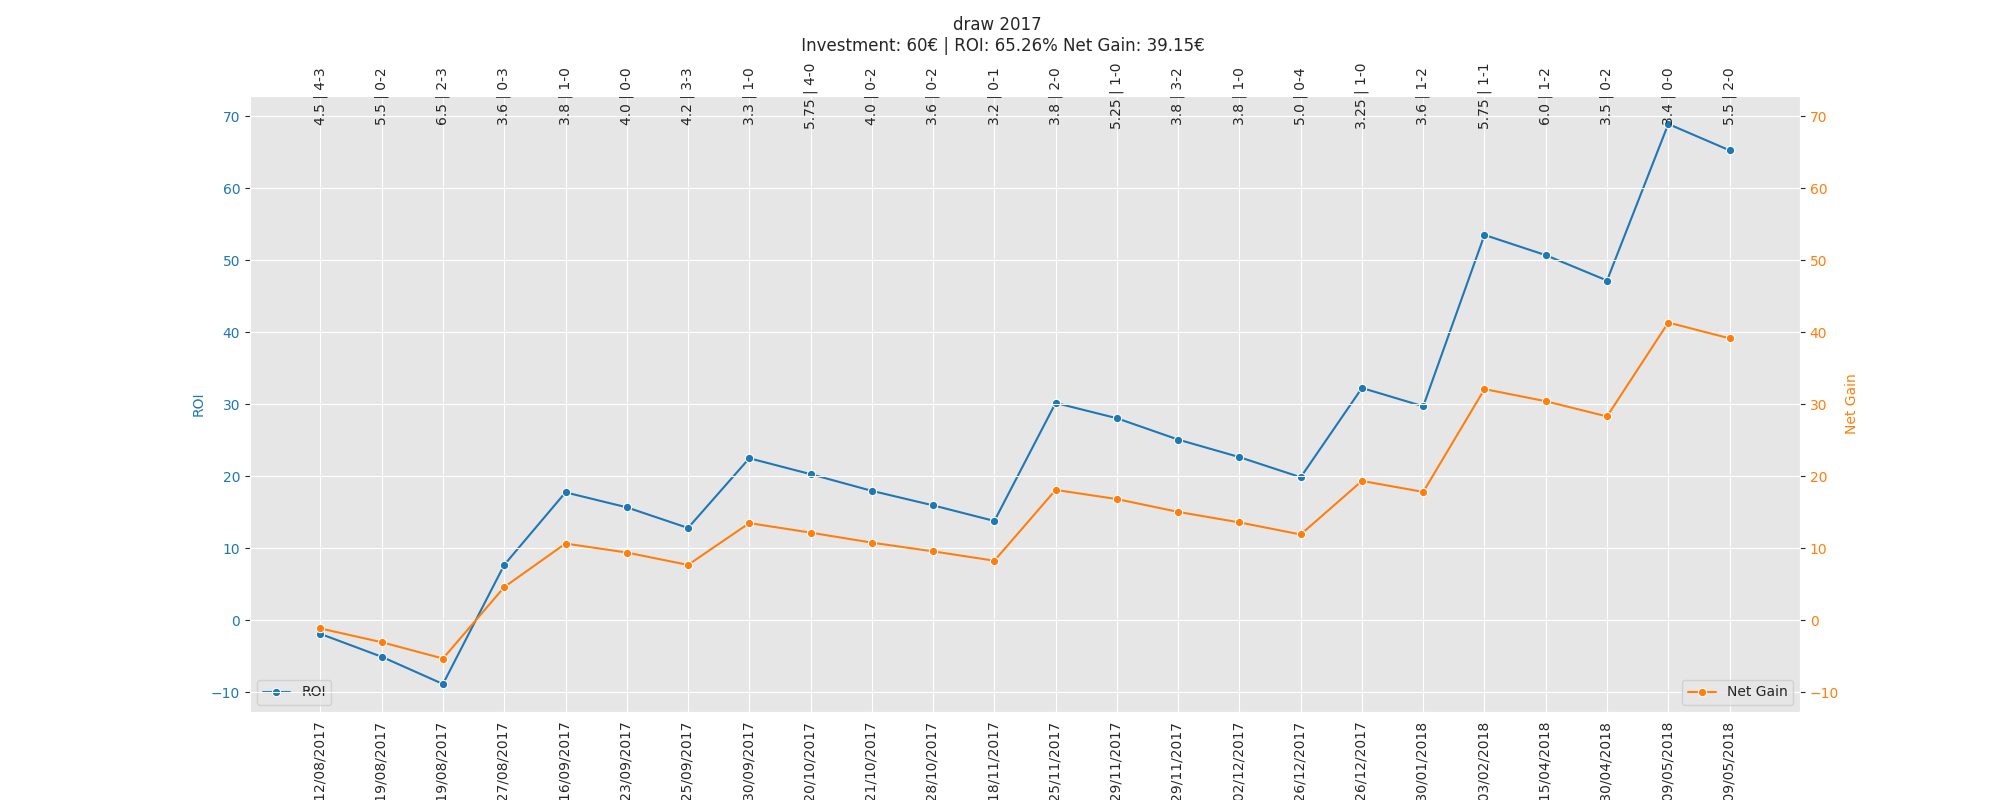 draw 2017
Investment: 60€ | ROI: 65.26% Net Gain: 39.15€
4.5 | 4-3
5.5 | 0-2
6.5 | 2-3
3.6 | 0-3
3.8 | 1-0
4.0 | 0-0
4.2 | 3-3
3.3 | 1-0
5.75 | 4-0
4.0 | 0-2
3.6 | 0-2
3.2 | 0-1
3.8 | 2-0
5.25 | 1-0
3.8 | 3-2
3.8 | 1-0
5.0 | 0-4
3.25 | 1-0
3.6 | 1-2
5.75 | 1-1
6.0 | 1-2
3.5 | 0-2
3.4 | 0-0
5.5 | 2-0
70
60
50
40
30
20
10
0
−10
ROI
70
60
50
40
30
20
10
0
−10
Net Gain
ROI
Net Gain
12/08/2017
19/08/2017
19/08/2017
27/08/2017
16/09/2017
23/09/2017
25/09/2017
30/09/2017
20/10/2017
21/10/2017
28/10/2017
18/11/2017
25/11/2017
29/11/2017
29/11/2017
02/12/2017
26/12/2017
26/12/2017
30/01/2018
03/02/2018
15/04/2018
30/04/2018
09/05/2018
09/05/2018